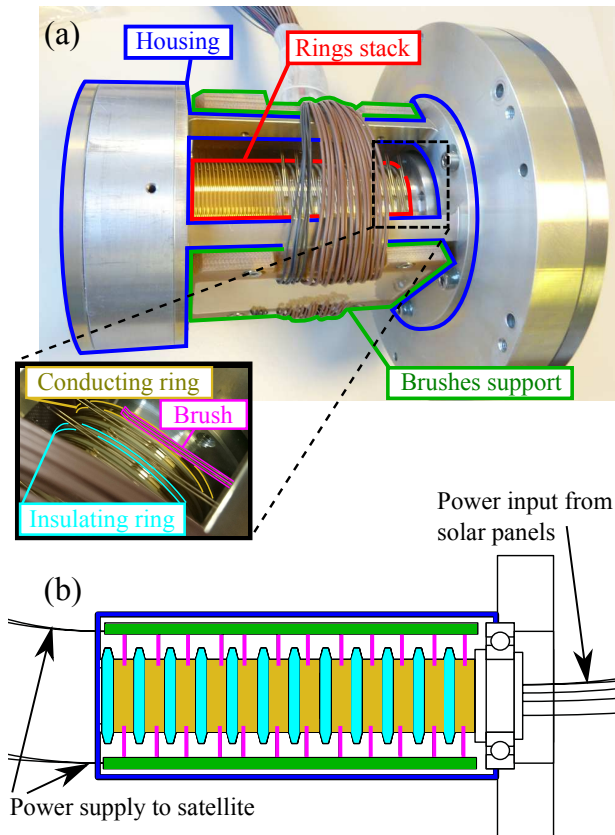 (a)
Housing
Rings stack
Conducting ring
Brush
Insulating ring
Brushes support
Power input from
solar panels
(b)
Power supply to satellite